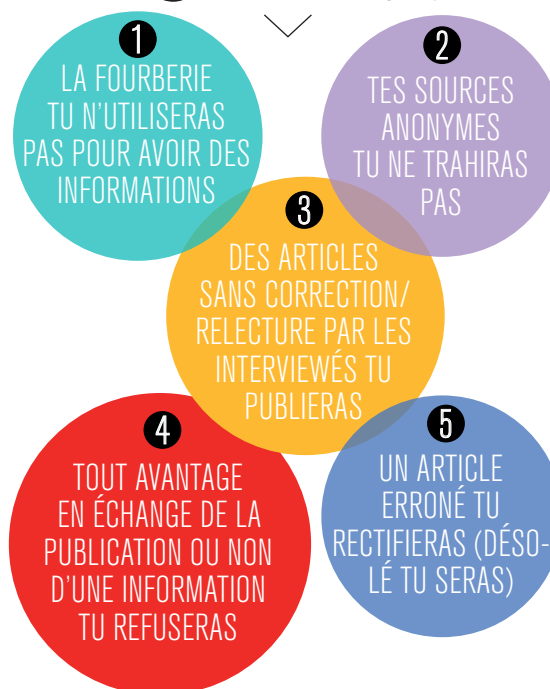 1
LA FOURBERIE
TU N'UTILISERAS
PAS POUR AVOIR DES
INFORMATIONS
2
TES SOURCES
ANONYMES
TU NE TRAHIRAS
PAS
3
DES ARTICLES
SANS CORRECTION/
RELECTURE PAR LES
INTERVIEWÉS TU
PUBLIERAS
4
TOUT AVANTAGE
EN ÉCHANGE DE LA
PUBLICATION OU NON
D'UNE INFORMATION
TU REFUSERAS
5
UN ARTICLE
ERRONÉ TU
RECTIFIERAS (DÉSO-
LÉ TU SERAS)